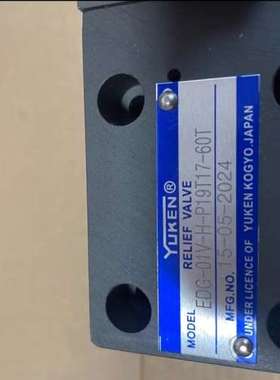 YUKEN®
RELIEF VALVE
MODEL EDG-01V-H-P19T17-60T
MFG.NO. 15-05-2024
UNDER LICENCE OF YUKEN KOGYO.JAPAN